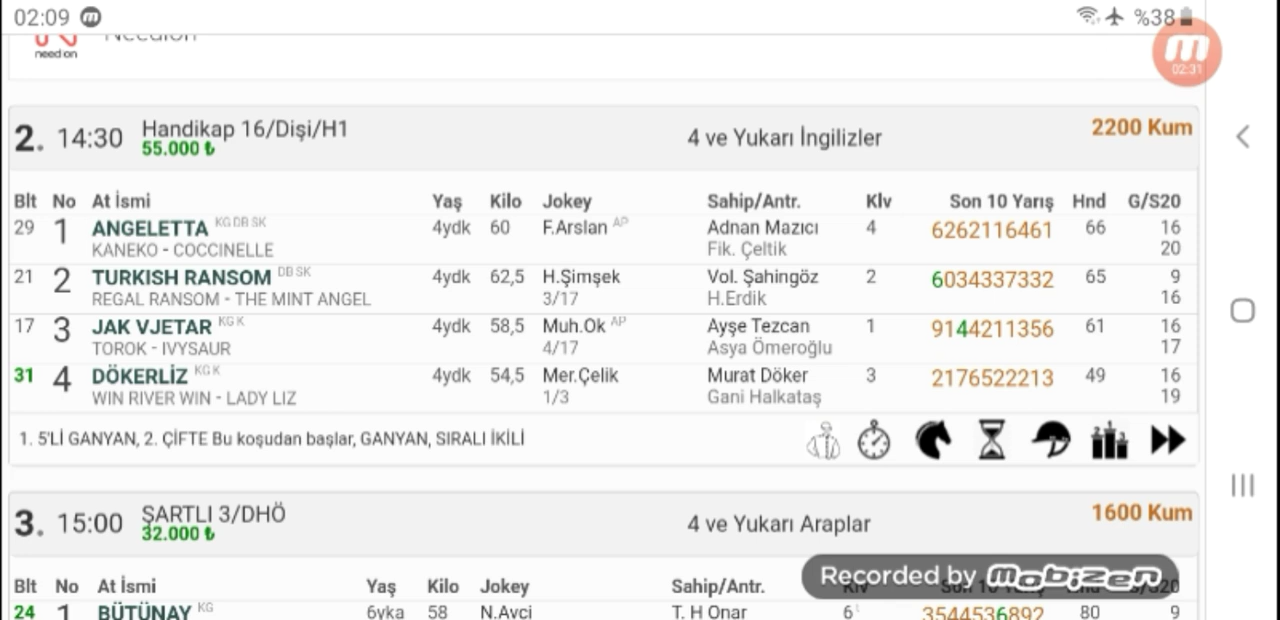 02:09 m %38
02:31
need on Needion
2. 14:30 Handikap 16/Dişi/H1 4 ve Yukarı İngilizler 2200 Kum
55.000 ₺
Blt No At İsmi Yaş Kilo Jokey Sahip/Antr. Klv Son 10 Yarış Hnd G/S20
29 1 ANGELETTA KG DB SK 4ydk 60 F.Arslan AP Adnan Mazıcı 4 6262116461 66 16
KANEKO - COCCINELLE Fik. Çeltik 20
21 2 TURKISH RANSOM DB SK 4ydk 62,5 H.Şimşek Vol. Şahingöz 2 6034337332 65 9
REGAL RANSOM - THE MINT ANGEL 3/17 H.Erdik 16
17 3 JAK VJETAR KG K 4ydk 58,5 Muh.Ok AP Ayşe Tezcan 1 9144211356 61 16
TOROK - IVYSAUR 4/17 Asya Ömeroğlu 17
31 4 DÖKERLİZ KG K 4ydk 54,5 Mer.Çelik Murat Döker 3 2176522213 49 16
WIN RIVER WIN - LADY LIZ 1/3 Gani Halkataş 19
1. 5'Lİ GANYAN, 2. ÇİFTE Bu koşudan başlar, GANYAN, SIRALI İKİLİ
3. 15:00 ŞARTLI 3/DHÖ 4 ve Yukarı Araplar 1600 Kum
32.000 ₺
Recorded by mobizen
Blt No At İsmi Yaş Kilo Jokey Sahip/Antr. Klv Son 10 Yarış Hnd G/S20
24 1 BÜTÜNAY KG 6yka 58 N.Avci T. H Onar 6 3544536892 80 9